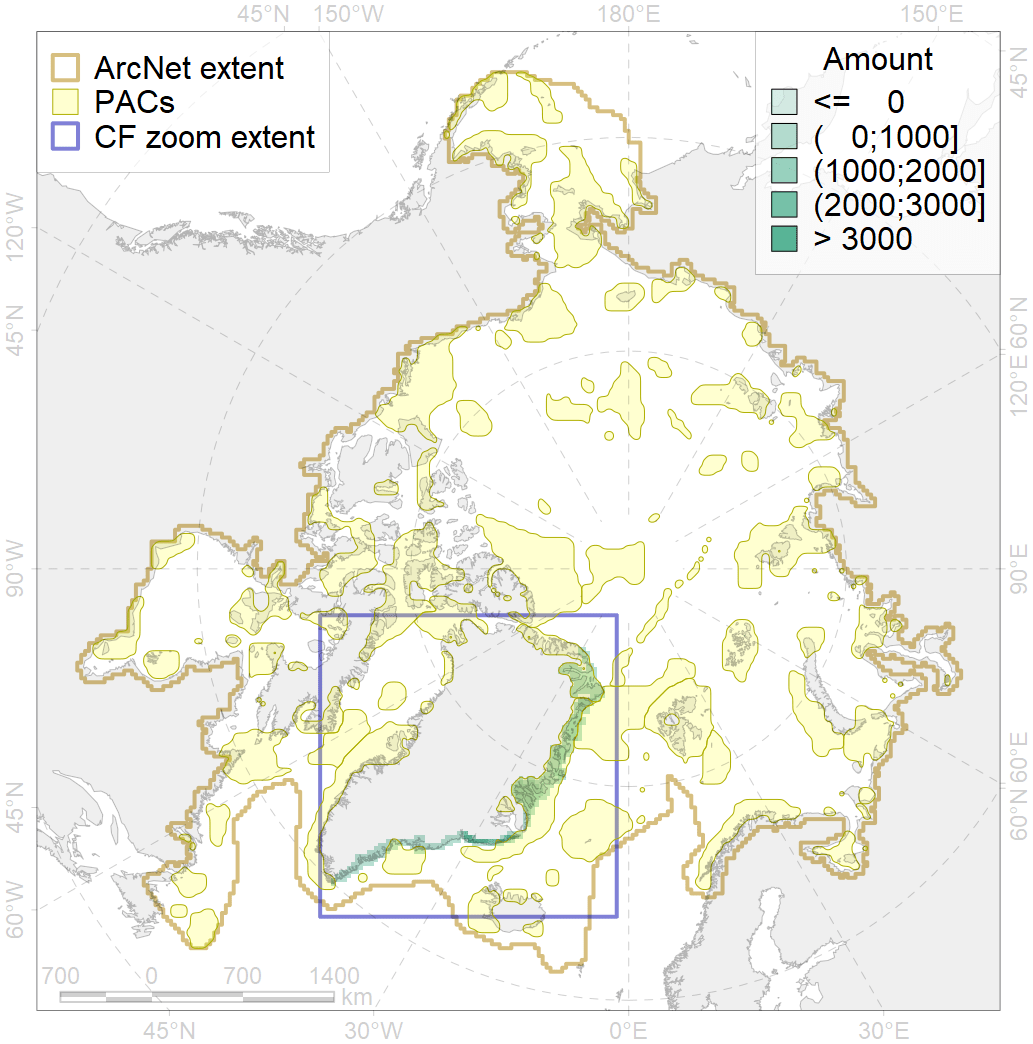 45°N 150°W 180°E 150°E
ArcNet extent
PACs
CF zoom extent
Amount
<= 0
( 0;1000]
(1000;2000]
(2000;3000]
> 3000
45°N
120°W
45°N
60°N
120°E
90°W
90°E
45°N
60°W
60°E
60°N
700 0 700 1400
km
45°N 30°W 0°E 30°E